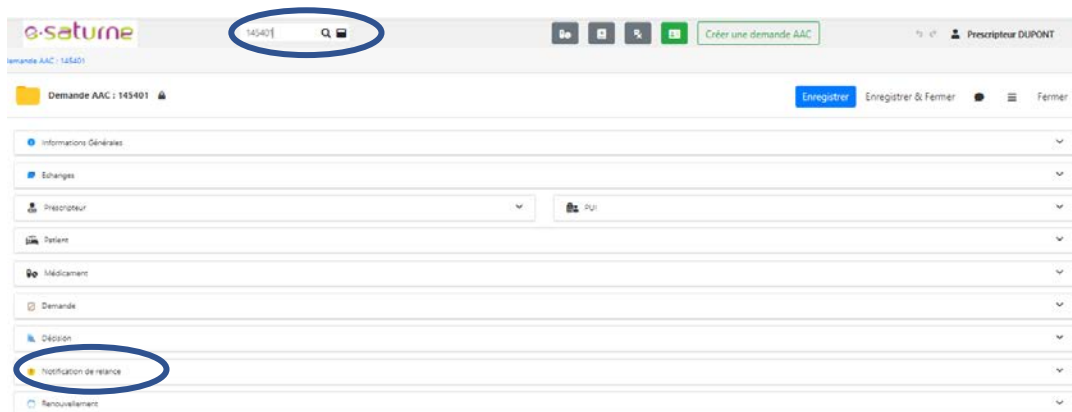 e-saturne
145401
Créer une demande AAC
Prescripteur DUPONT
Demande AAC : 145401
Demande AAC : 145401
Enregistrer
Enregistrer & Fermer
Fermer
Informations Générales
Echanges
Prescripteur
PUI
Patient
Médicament
Demande
Décision
Notification de relance
Renouvellement